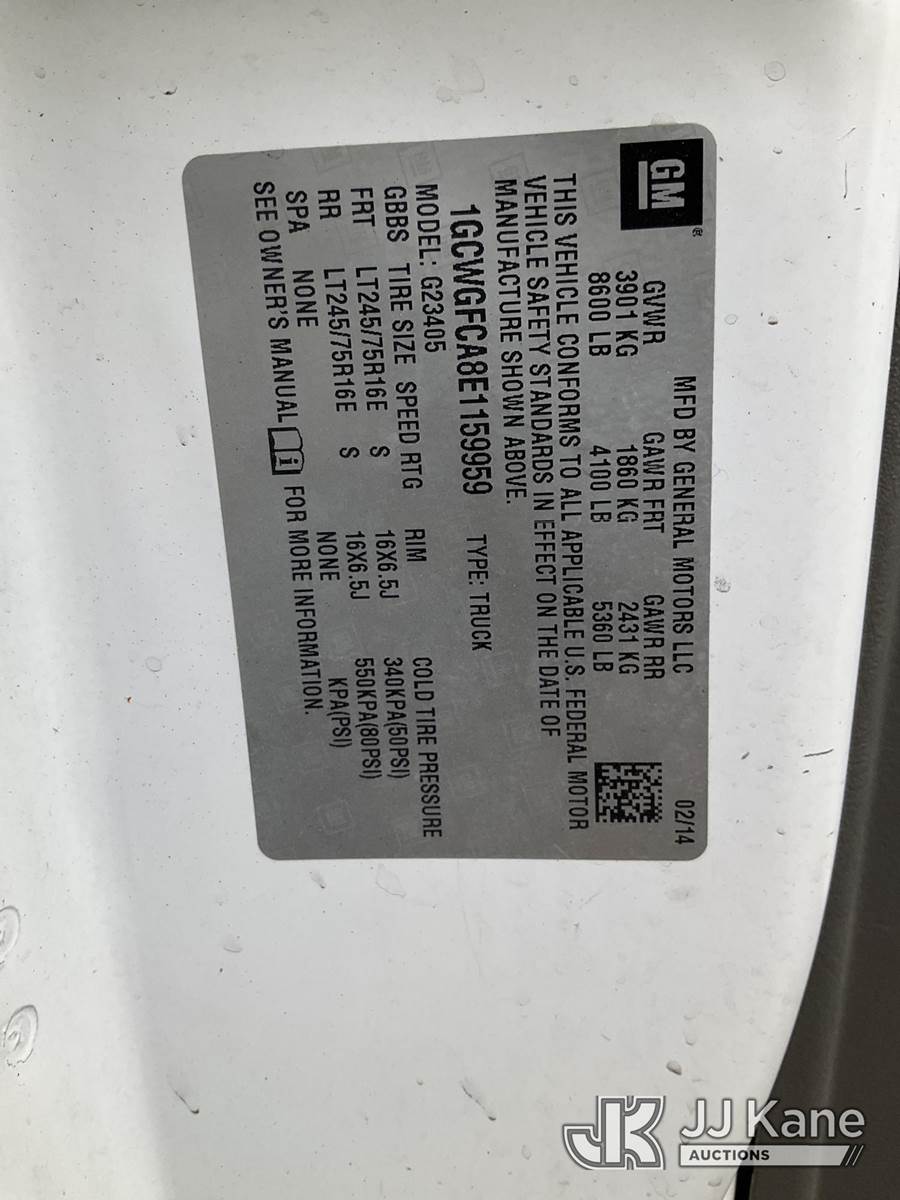 GM®
MFD BY GENERAL MOTORS LLC 02/14
GVWR GAWR FRT GAWR RR
3901 KG 1860 KG 2431 KG
8600 LB 4100 LB 5360 LB
THIS VEHICLE CONFORMS TO ALL APPLICABLE U.S. FEDERAL MOTOR
VEHICLE SAFETY STANDARDS IN EFFECT ON THE DATE OF
MANUFACTURE SHOWN ABOVE.
1GCWGFCA8E1159959 TYPE: TRUCK
MODEL: G23405
GBBS TIRE SIZE SPEED RTG RIM COLD TIRE PRESSURE
FRT LT245/75R16E S 16X6.5J 340KPA(50PSI)
RR LT245/75R16E S 16X6.5J 550KPA(80PSI)
SPA NONE NONE KPA(PSI)
SEE OWNER'S MANUAL FOR MORE INFORMATION.
JK JJ Kane
AUCTIONS